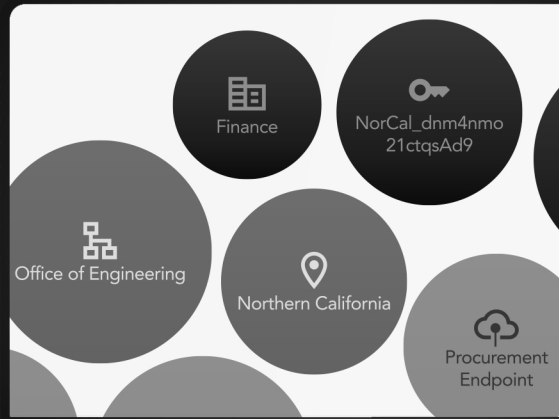 Finance
NorCal_dnm4nmo
21ctqsAd9
Office of Engineering
Northern California
Procurement
Endpoint